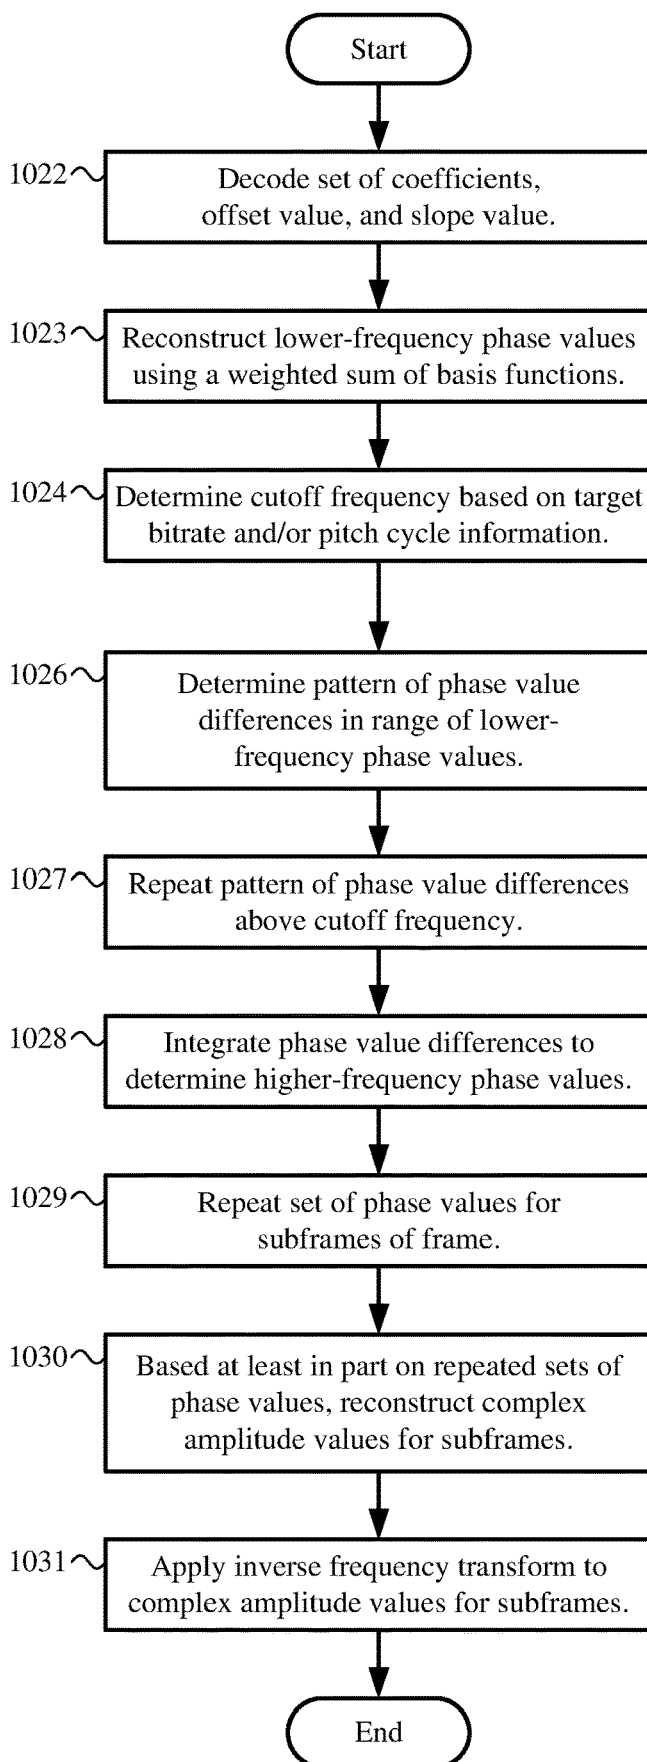 Start
1022
Decode set of coefficients,
offset value, and slope value.
1023
Reconstruct lower-frequency phase values
using a weighted sum of basis functions.
1024
Determine cutoff frequency based on target
bitrate and/or pitch cycle information.
1026
Determine pattern of phase value
differences in range of lower-
frequency phase values.
1027
Repeat pattern of phase value differences
above cutoff frequency.
1028
Integrate phase value differences to
determine higher-frequency phase values.
1029
Repeat set of phase values for
subframes of frame.
1030
Based at least in part on repeated sets of
phase values, reconstruct complex
amplitude values for subframes.
1031
Apply inverse frequency transform to
complex amplitude values for subframes.
End